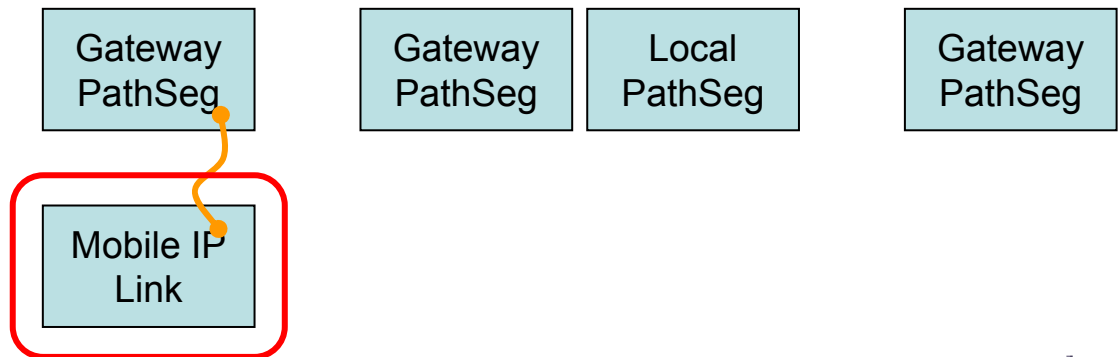 Gateway
PathSeg
Gateway
PathSeg
Local
PathSeg
Gateway
PathSeg
Mobile IP
Link